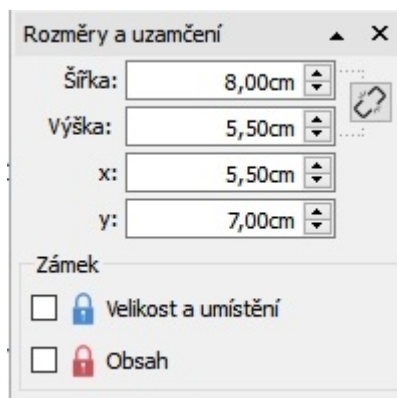 Rozměry a uzamčení
Šířka: 8,00cm
Výška: 5,50cm
x: 5,50cm
y: 7,00cm
Zámek
Velikost a umístění
Obsah